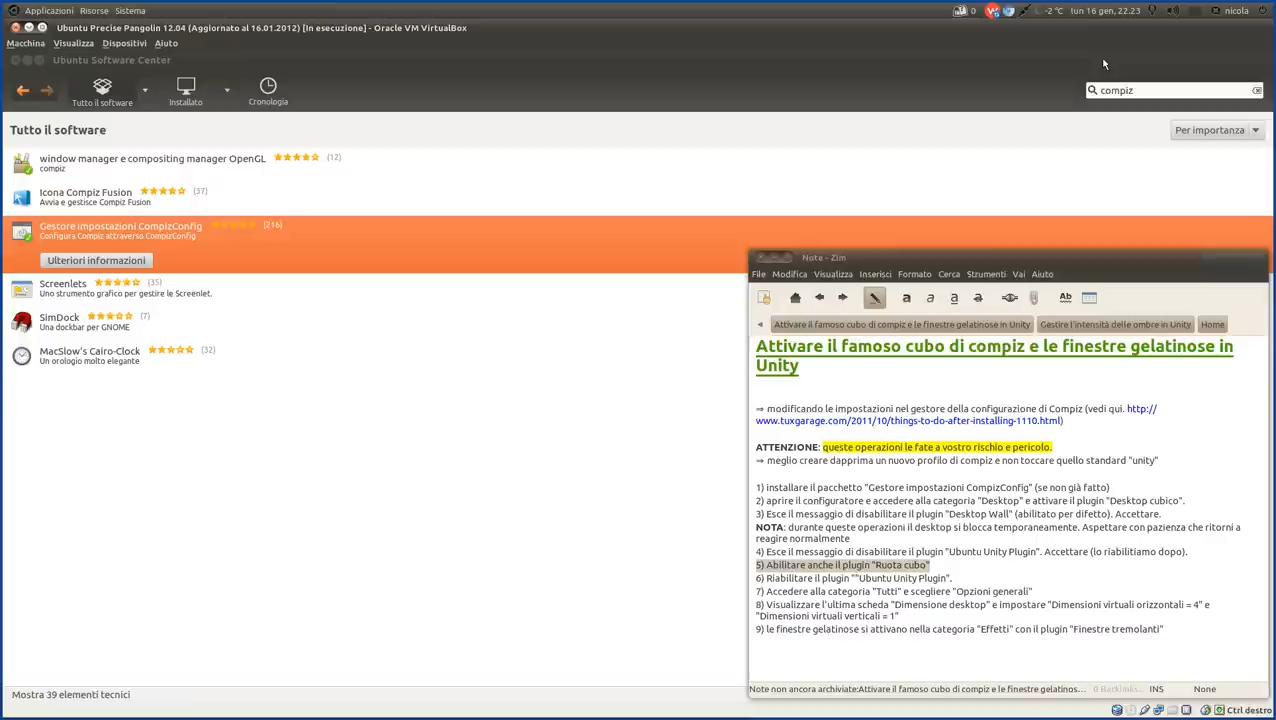 Applicazioni Risorse Sistema 0 -2 °C lun 16 gen, 22.23 nicola
Ubuntu Precise Pangolin 12.04 (Aggiornato al 16.01.2012) [In esecuzione] - Oracle VM VirtualBox
Macchina Visualizza Dispositivi Aiuto
Ubuntu Software Center
Tutto il software Installato Cronologia
compiz
Tutto il software
Per importanza
window manager e compositing manager OpenGL (12)
compiz
Icona Compiz Fusion (37)
Avvia e gestisce Compiz Fusion
Gestore impostazioni CompizConfig (216)
Configura Compiz attraverso CompizConfig
Ulteriori informazioni
Screenlets (35)
Uno strumento grafico per gestire le Screenlet.
SimDock (7)
Una dockbar per GNOME
MacSlow's Cairo-Clock (32)
Un orologio molto elegante
Mostra 39 elementi tecnici
Note - Zim
File Modifica Visualizza Inserisci Formato Cerca Strumenti Vai Aiuto
a a a a Ab
Attivare il famoso cubo di compiz e le finestre gelatinose in Unity Gestire l'intensità delle ombre in Unity Home
Attivare il famoso cubo di compiz e le finestre gelatinose in
Unity
⇒ modificando le impostazioni nel gestore della configurazione di Compiz (vedi qui. http://
www.tuxgarage.com/2011/10/things-to-do-after-installing-1110.html)
ATTENZIONE: queste operazioni le fate a vostro rischio e pericolo.
⇒ meglio creare dapprima un nuovo profilo di compiz e non toccare quello standard "unity"
1) installare il pacchetto "Gestore impostazioni CompizConfig" (se non già fatto)
2) aprire il configuratore e accedere alla categoria "Desktop" e attivare il plugin "Desktop cubico".
3) Esce il messaggio di disabilitare il plugin "Desktop Wall" (abilitato per difetto). Accettare.
NOTA: durante queste operazioni il desktop si blocca temporaneamente. Aspettare con pazienza che ritorni a
reagire normalmente
4) Esce il messaggio di disabilitare il plugin "Ubuntu Unity Plugin". Accettare (lo riabilitiamo dopo).
5) Abilitare anche il plugin "Ruota cubo"
6) Riabilitare il plugin ""Ubuntu Unity Plugin".
7) Accedere alla categoria "Tutti" e scegliere "Opzioni generali"
8) Visualizzare l'ultima scheda "Dimensione desktop" e impostare "Dimensioni virtuali orizzontali = 4" e
"Dimensioni virtuali verticali = 1"
9) le finestre gelatinose si attivano nella categoria "Effetti" con il plugin "Finestre tremolanti"
Note non ancora archiviate:Attivare il famoso cubo di compiz e le finestre gelatinos... 0 Backlinks... INS None
Ctrl destro